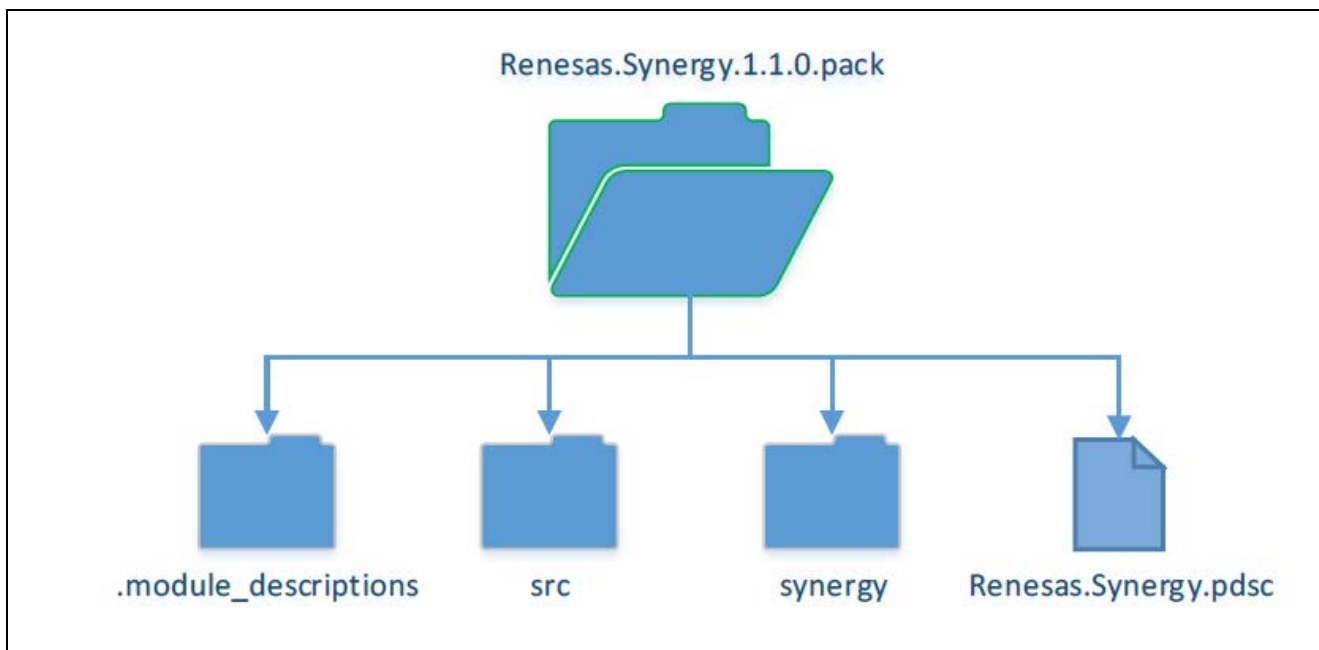 Renesas.Synergy.1.1.0.pack
.module_descriptions
src
synergy
Renesas.Synergy.pdsc